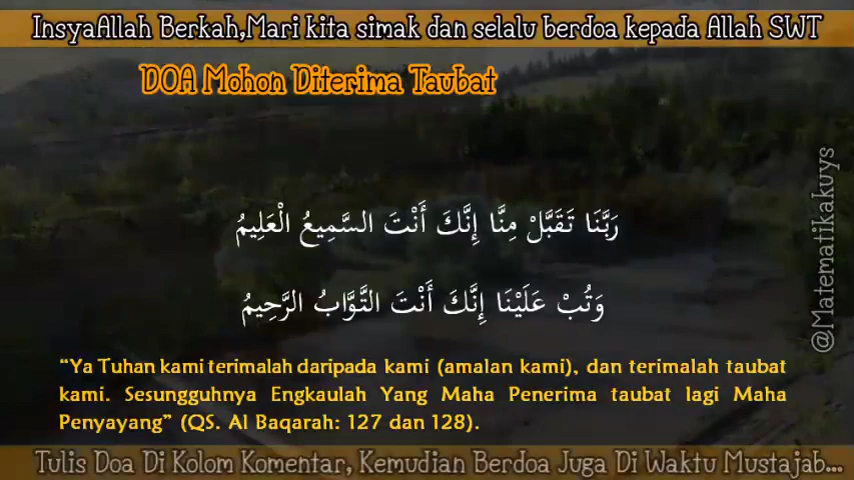 InsyaAllah Berkah,Mari kita simak dan selalu berdoa kepada Allah SWT
DOA Mohon Diterima Taubat
رَبَّنَا تَقَبَّلْ مِنَّا إِنَّكَ أَنْتَ السَّمِيعُ الْعَلِيمُ
وَتُبْ عَلَيْنَا إِنَّكَ أَنْتَ التَّوَّابُ الرَّحِيمُ
“Ya Tuhan kami terimalah daripada kami (amalan kami), dan terimalah taubat
kami. Sesungguhnya Engkaulah Yang Maha Penerima taubat lagi Maha
Penyayang” (QS. Al Baqarah: 127 dan 128).
@Matematikakuys
Tulis Doa Di Kolom Komentar, Kemudian Berdoa Juga Di Waktu Mustajab...